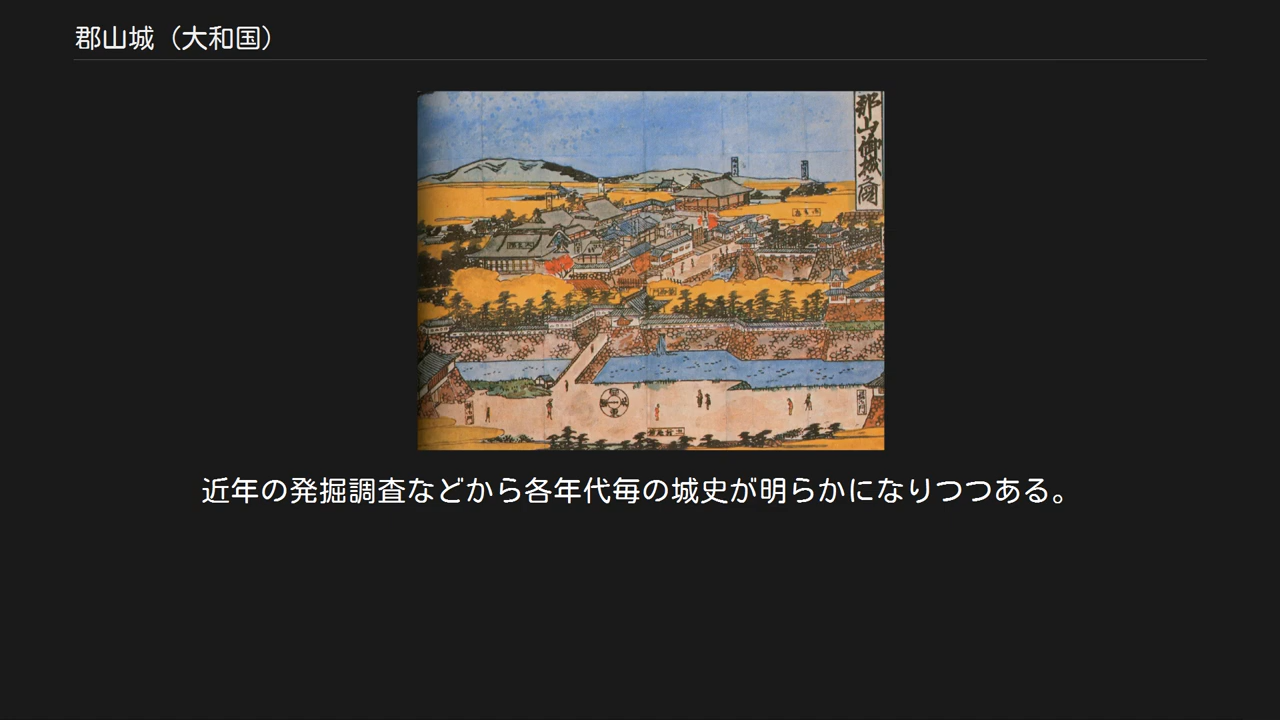 郡山城（大和国）
郡山御城之図
近年の発掘調査などから各年代毎の城史が明らかになりつつある。